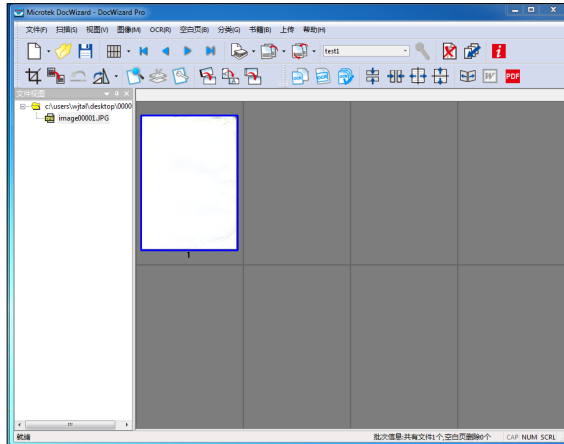 Microtek DocWizard - DocWizard Pro
文件(F) 扫描(S) 视图(V) 图像(M) OCR(R) 空白页(B) 分类(G) 书籍(B) 上传 帮助(H)
test1
W PDF
文件视图
c:\users\wjtal\desktop\0000
image00001.JPG
1
就绪 批次信息:共有文件1个,空白页删除0个 CAP NUM SCRL